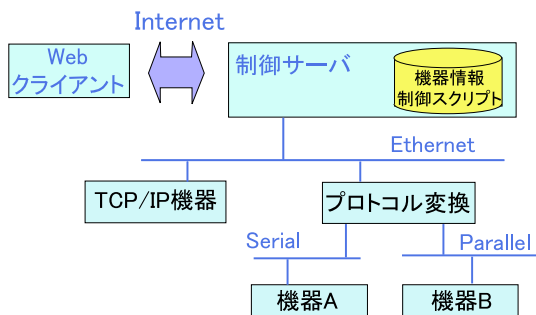 Internet
Web
クライアント
制御サーバ
機器情報
制御スクリプト
Ethernet
TCP/IP機器
プロトコル変換
Serial
Parallel
機器A
機器B